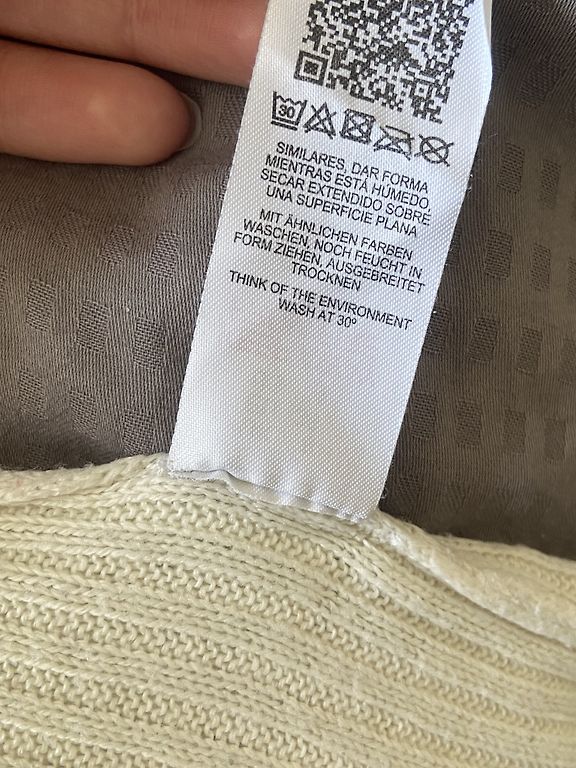 30
SIMILARES, DAR FORMA
MIENTRAS ESTÁ HÚMEDO,
SECAR EXTENDIDO SOBRE
UNA SUPERFICIE PLANA
MIT ÄHNLICHEN FARBEN
WASCHEN, NOCH FEUCHT IN
FORM ZIEHEN, AUSGEBREITET
TROCKNEN
THINK OF THE ENVIRONMENT
WASH AT 30º